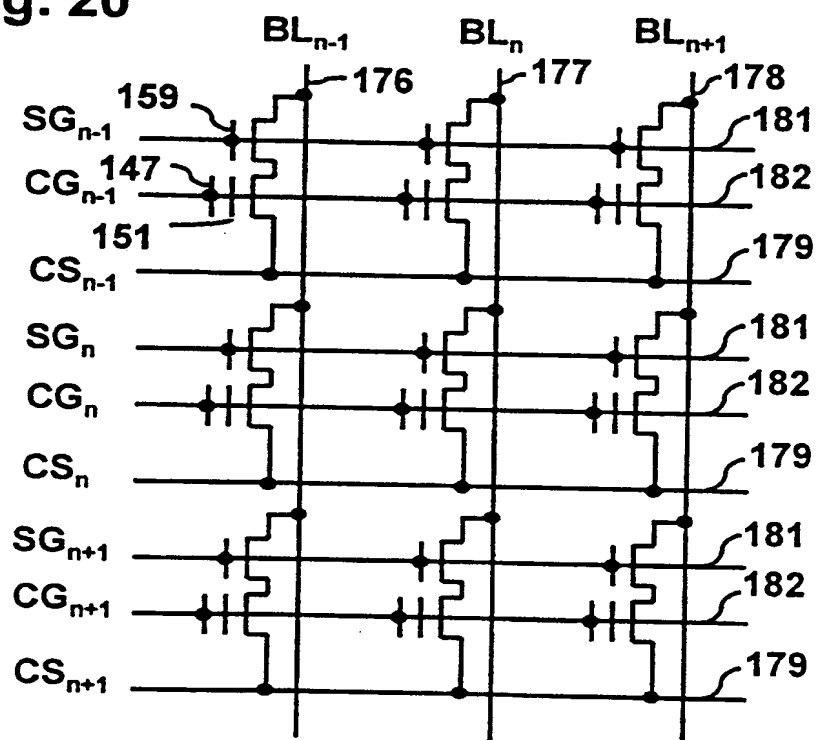 g. 20
BLn-1 BLn BLn+1
176 177 178
159
SGn-1 181
147
CGn-1 182
151
CSn-1 179
SGn 181
CGn 182
CSn 179
SGn+1 181
CGn+1 182
CSn+1 179